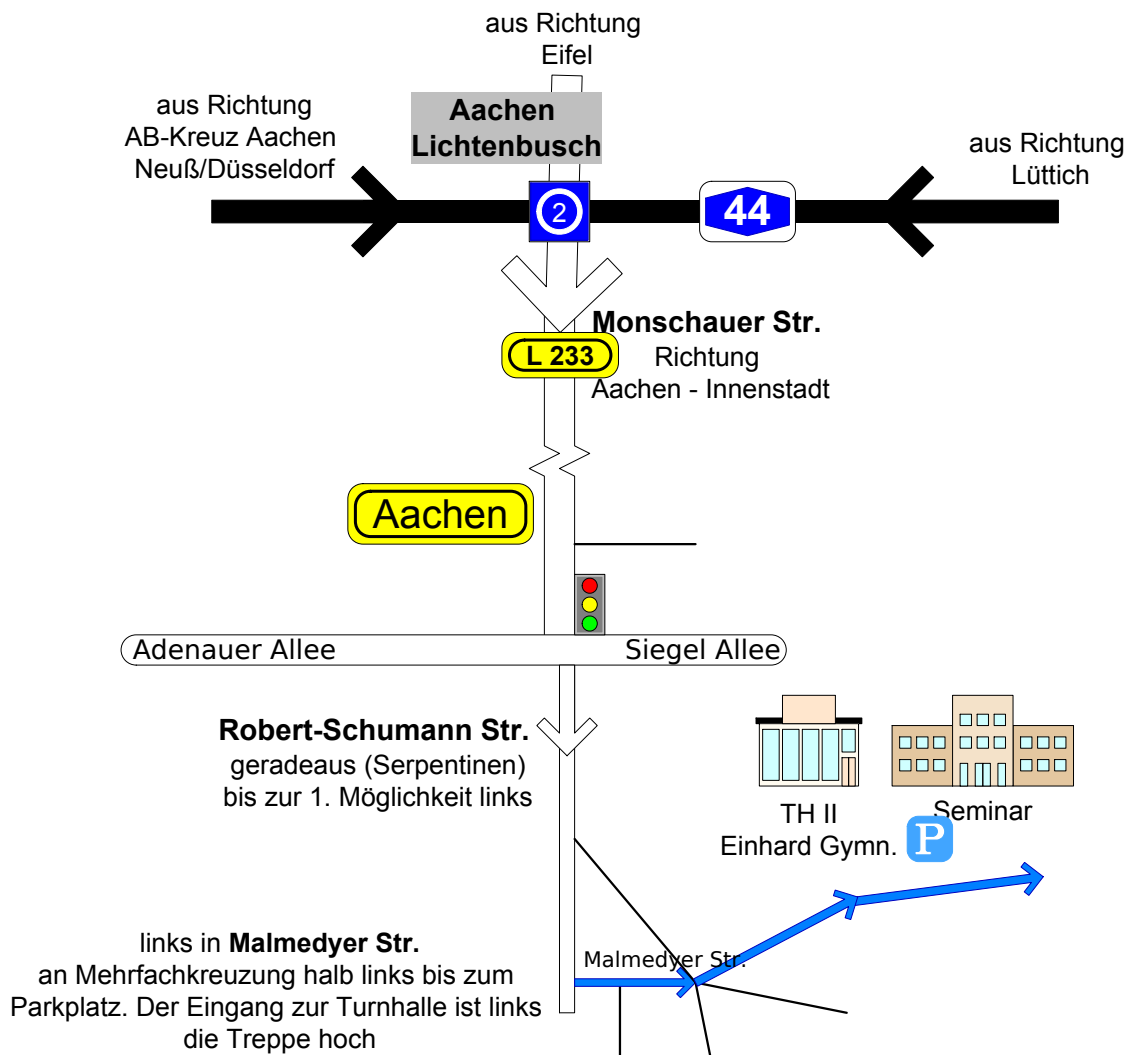 aus Richtung
Eifel
aus Richtung
AB-Kreuz Aachen
Neuß/Düsseldorf
Aachen
Lichtenbusch
aus Richtung
Lüttich
2
44
Monschauer Str.
L 233
Richtung
Aachen - Innenstadt
Aachen
Adenauer Allee
Siegel Allee
Robert-Schumann Str.
geradeaus (Serpentinen)
bis zur 1. Möglichkeit links
TH II
Einhard Gymn.
Seminar
P
links in Malmedyer Str.
an Mehrfachkreuzung halb links bis zum
Parkplatz. Der Eingang zur Turnhalle ist links
die Treppe hoch
Malmedyer Str.